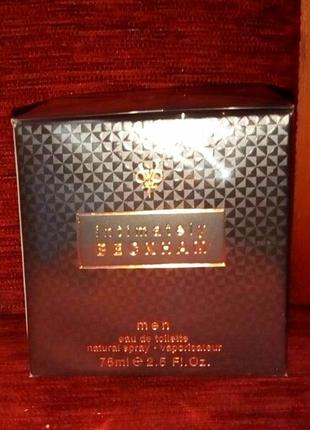 Intimately
BECKHAM
men
eau de toilette
natural spray • vaporisateur
75ml ℮ 2.5 Fl.Oz.